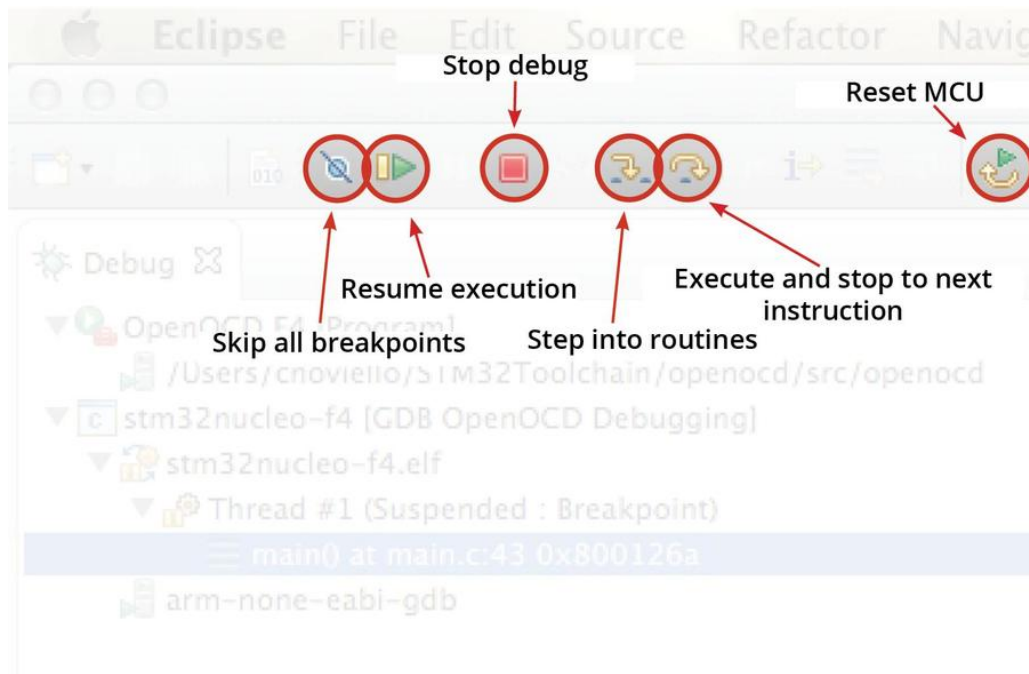 Eclipse File Edit Source Refactor Navig
Stop debug
Reset MCU
010
Debug
Resume execution
Execute and stop to next
instruction
Skip all breakpoints
Step into routines
OpenOCD F4 [Program]
/Users/cnoviello/STM32Toolchain/openocd/src/openocd
c stm32nucleo-f4 [GDB OpenOCD Debugging]
stm32nucleo-f4.elf
Thread #1 (Suspended : Breakpoint)
main() at main.c:43 0x800126a
arm-none-eabi-gdb